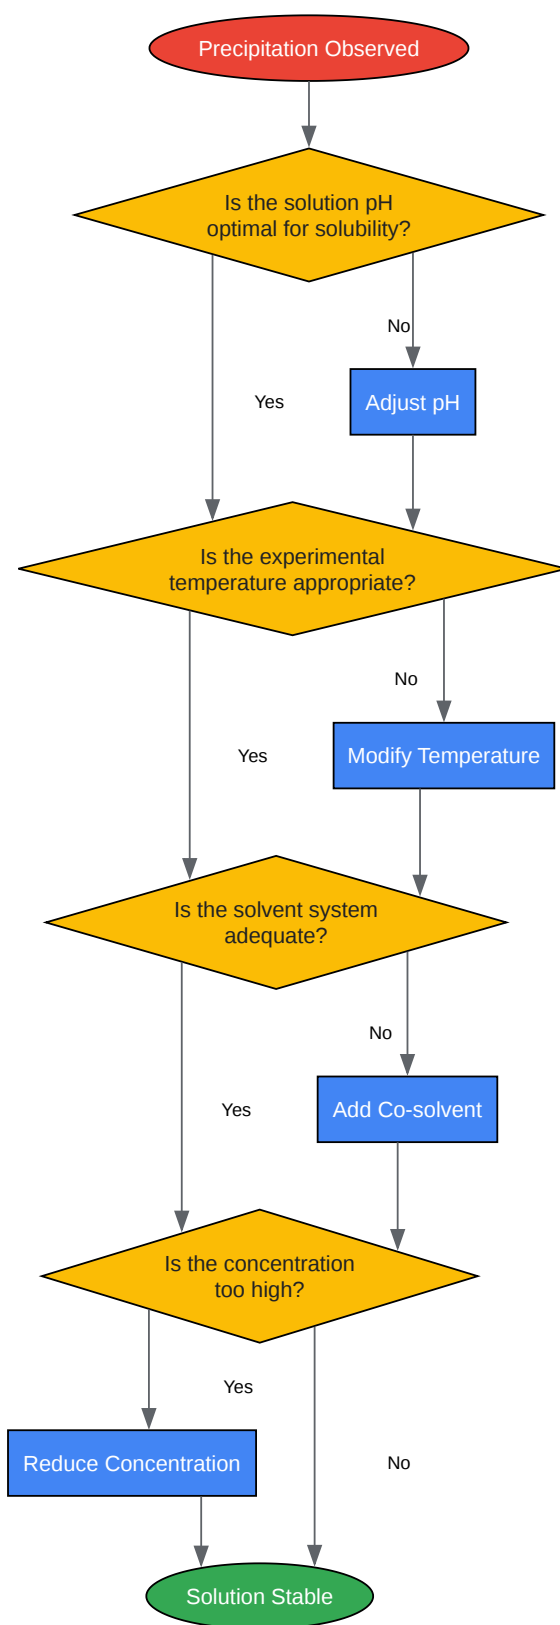 Precipitation Observed
Is the solution pH
optimal for solubility?
No
Yes
Adjust pH
Is the experimental
temperature appropriate?
No
Yes
Modify Temperature
Is the solvent system
adequate?
No
Yes
Add Co-solvent
Is the concentration
too high?
Yes
Reduce Concentration
No
Solution Stable